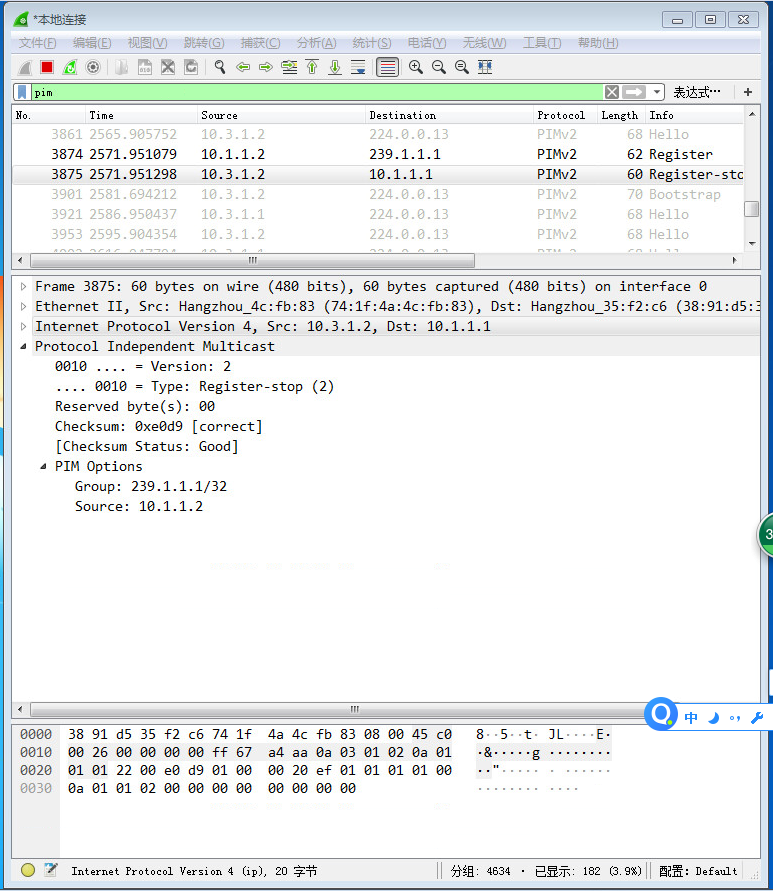 *本地连接
文件(F) 编辑(E) 视图(V) 跳转(G) 捕获(C) 分析(A) 统计(S) 电话(Y) 无线(W) 工具(T) 帮助(H)
pim 表达式… +
No. Time Source Destination Protocol Length Info
3861 2565.905752 10.3.1.2 224.0.0.13 PIMv2 68 Hello
3874 2571.951079 10.1.1.2 239.1.1.1 PIMv2 62 Register
3875 2571.951298 10.3.1.2 10.1.1.1 PIMv2 60 Register-sto
3901 2581.694212 10.3.1.2 224.0.0.13 PIMv2 70 Bootstrap
3921 2586.950437 10.3.1.1 224.0.0.13 PIMv2 68 Hello
3953 2595.904354 10.3.1.2 224.0.0.13 PIMv2 68 Hello
Frame 3875: 60 bytes on wire (480 bits), 60 bytes captured (480 bits) on interface 0
Ethernet II, Src: Hangzhou_4c:fb:83 (74:1f:4a:4c:fb:83), Dst: Hangzhou_35:f2:c6 (38:91:d5:3
Internet Protocol Version 4, Src: 10.3.1.2, Dst: 10.1.1.1
Protocol Independent Multicast
0010 .... = Version: 2
.... 0010 = Type: Register-stop (2)
Reserved byte(s): 00
Checksum: 0xe0d9 [correct]
[Checksum Status: Good]
PIM Options
Group: 239.1.1.1/32
Source: 10.1.1.2
3
中
0000 38 91 d5 35 f2 c6 74 1f 4a 4c fb 83 08 00 45 c0 8··5··t· JL····E·
0010 00 26 00 00 00 00 ff 67 a4 aa 0a 03 01 02 0a 01 ·&·····g ········
0020 01 01 22 00 e0 d9 01 00 00 20 ef 01 01 01 01 00 ··"····· · ······
0030 0a 01 01 02 00 00 00 00 00 00 00 00 ········ ····
Internet Protocol Version 4 (ip), 20 字节 分组: 4634 · 已显示: 182 (3.9%) 配置: Default